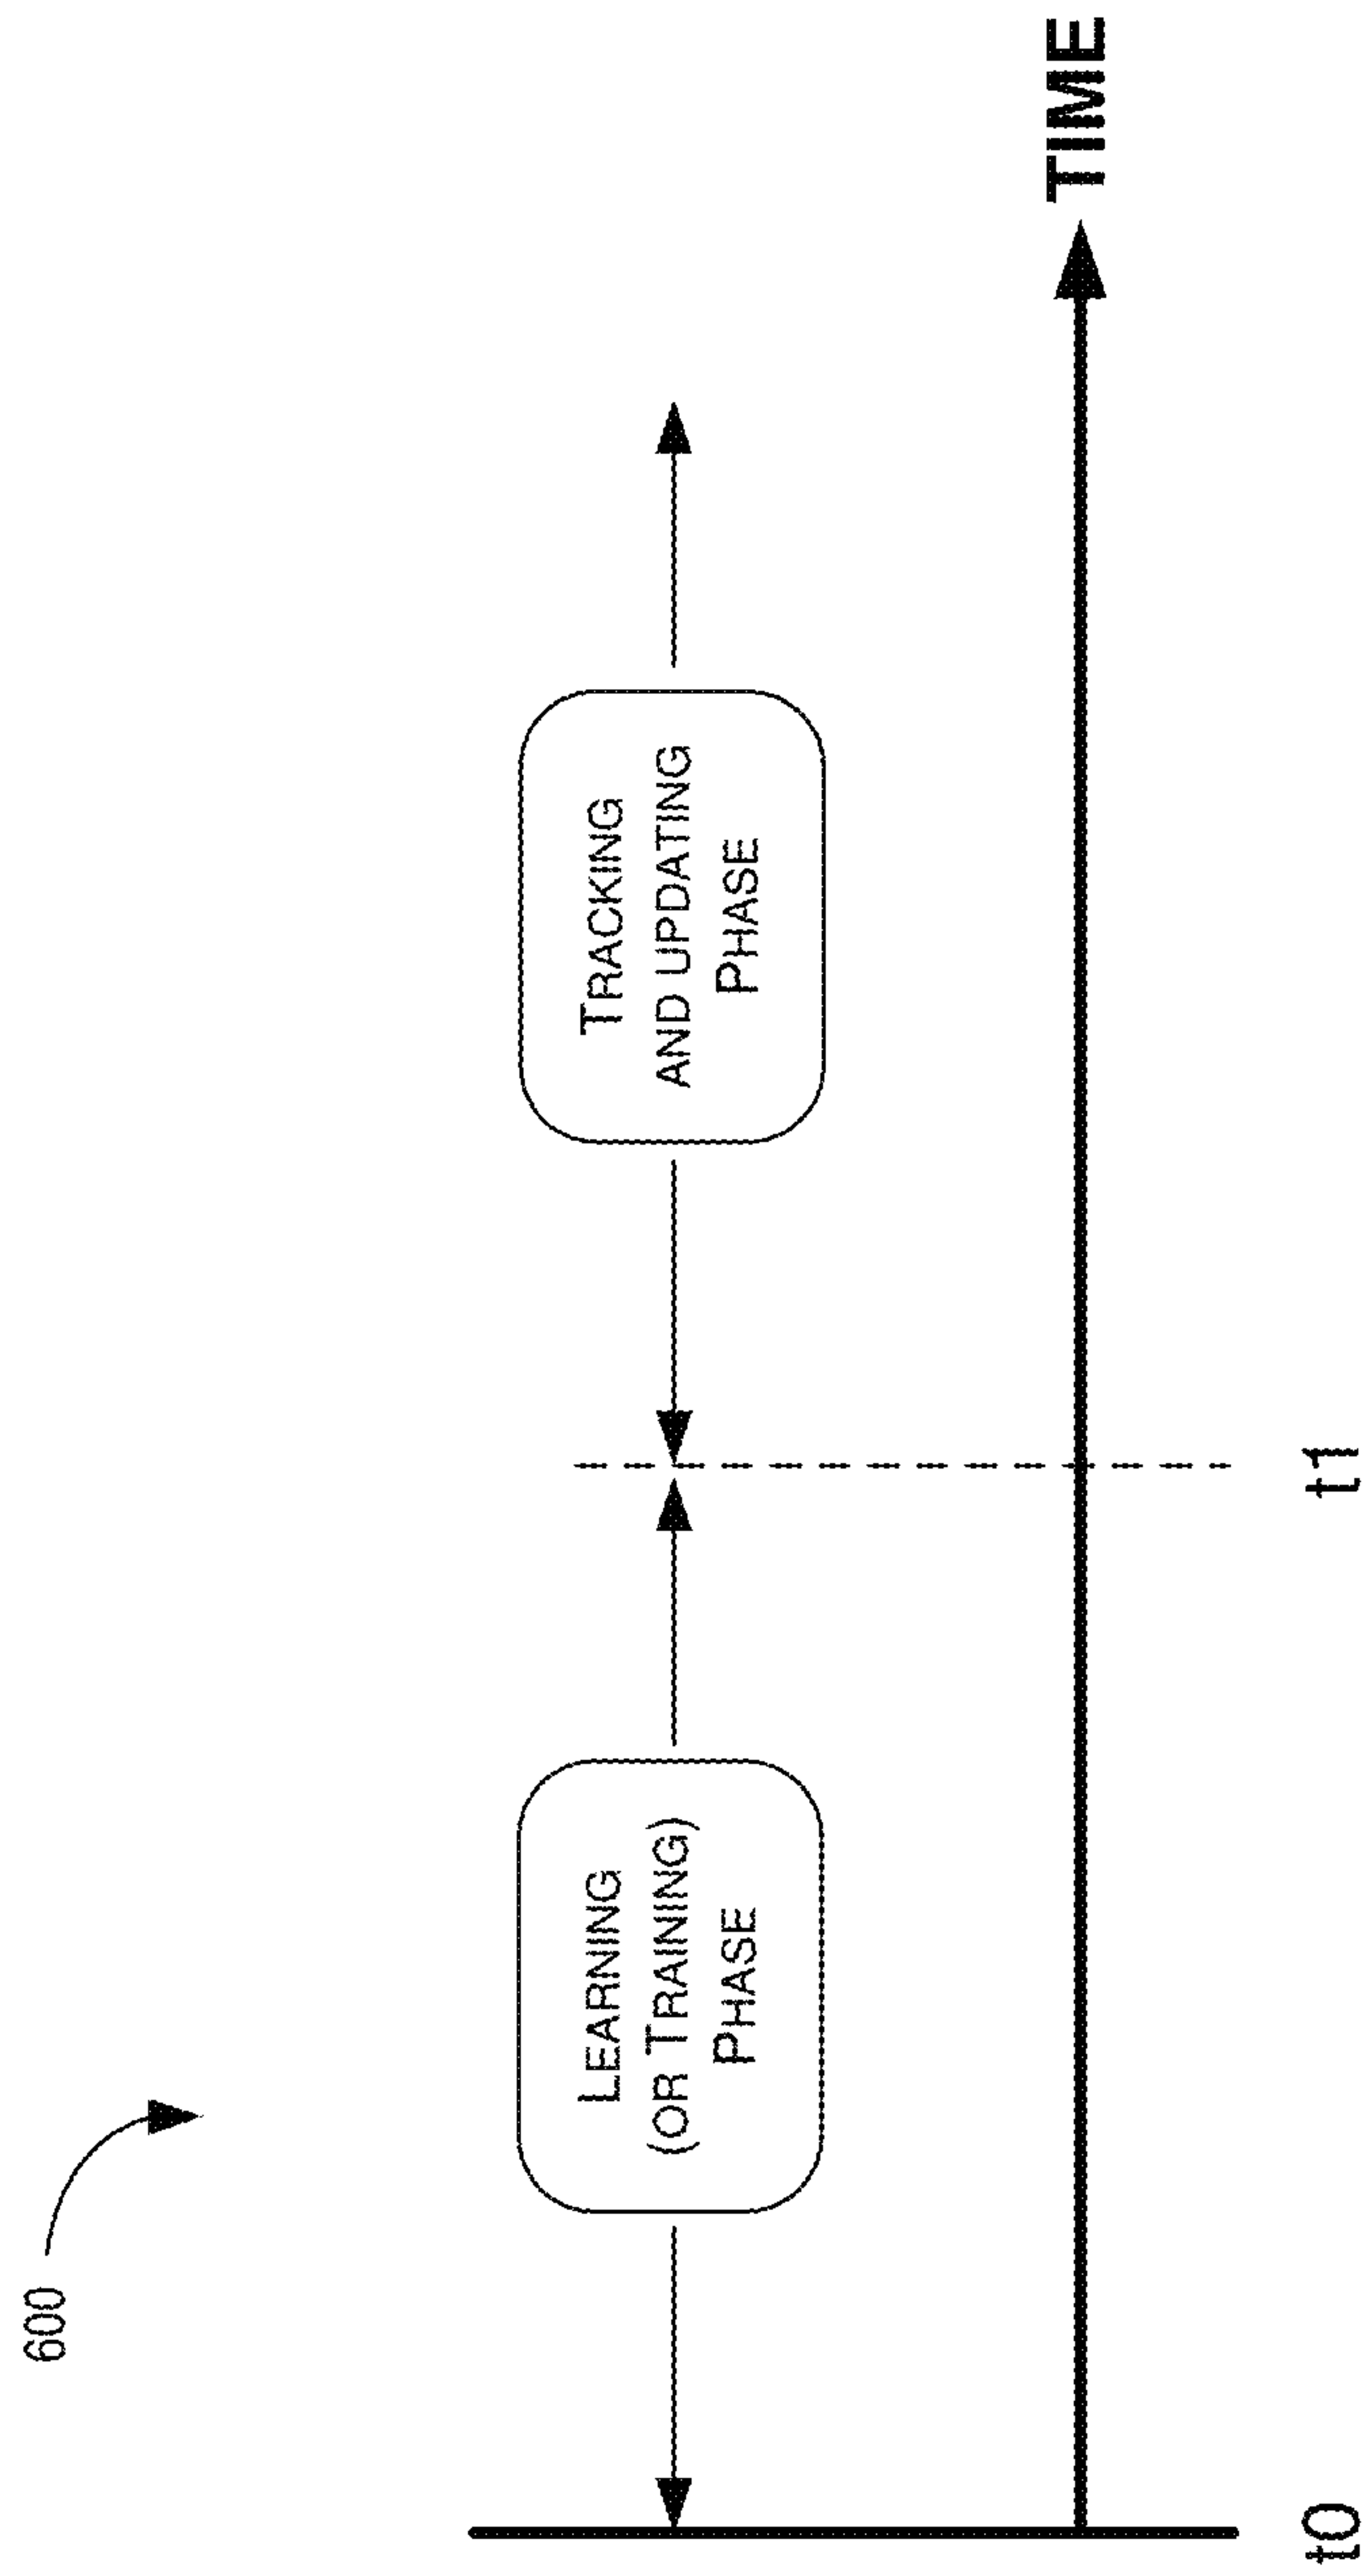 600
LEARNING
(OR TRAINING)
PHASE
TRACKING
AND UPDATING
PHASE
TIME
t0
t1